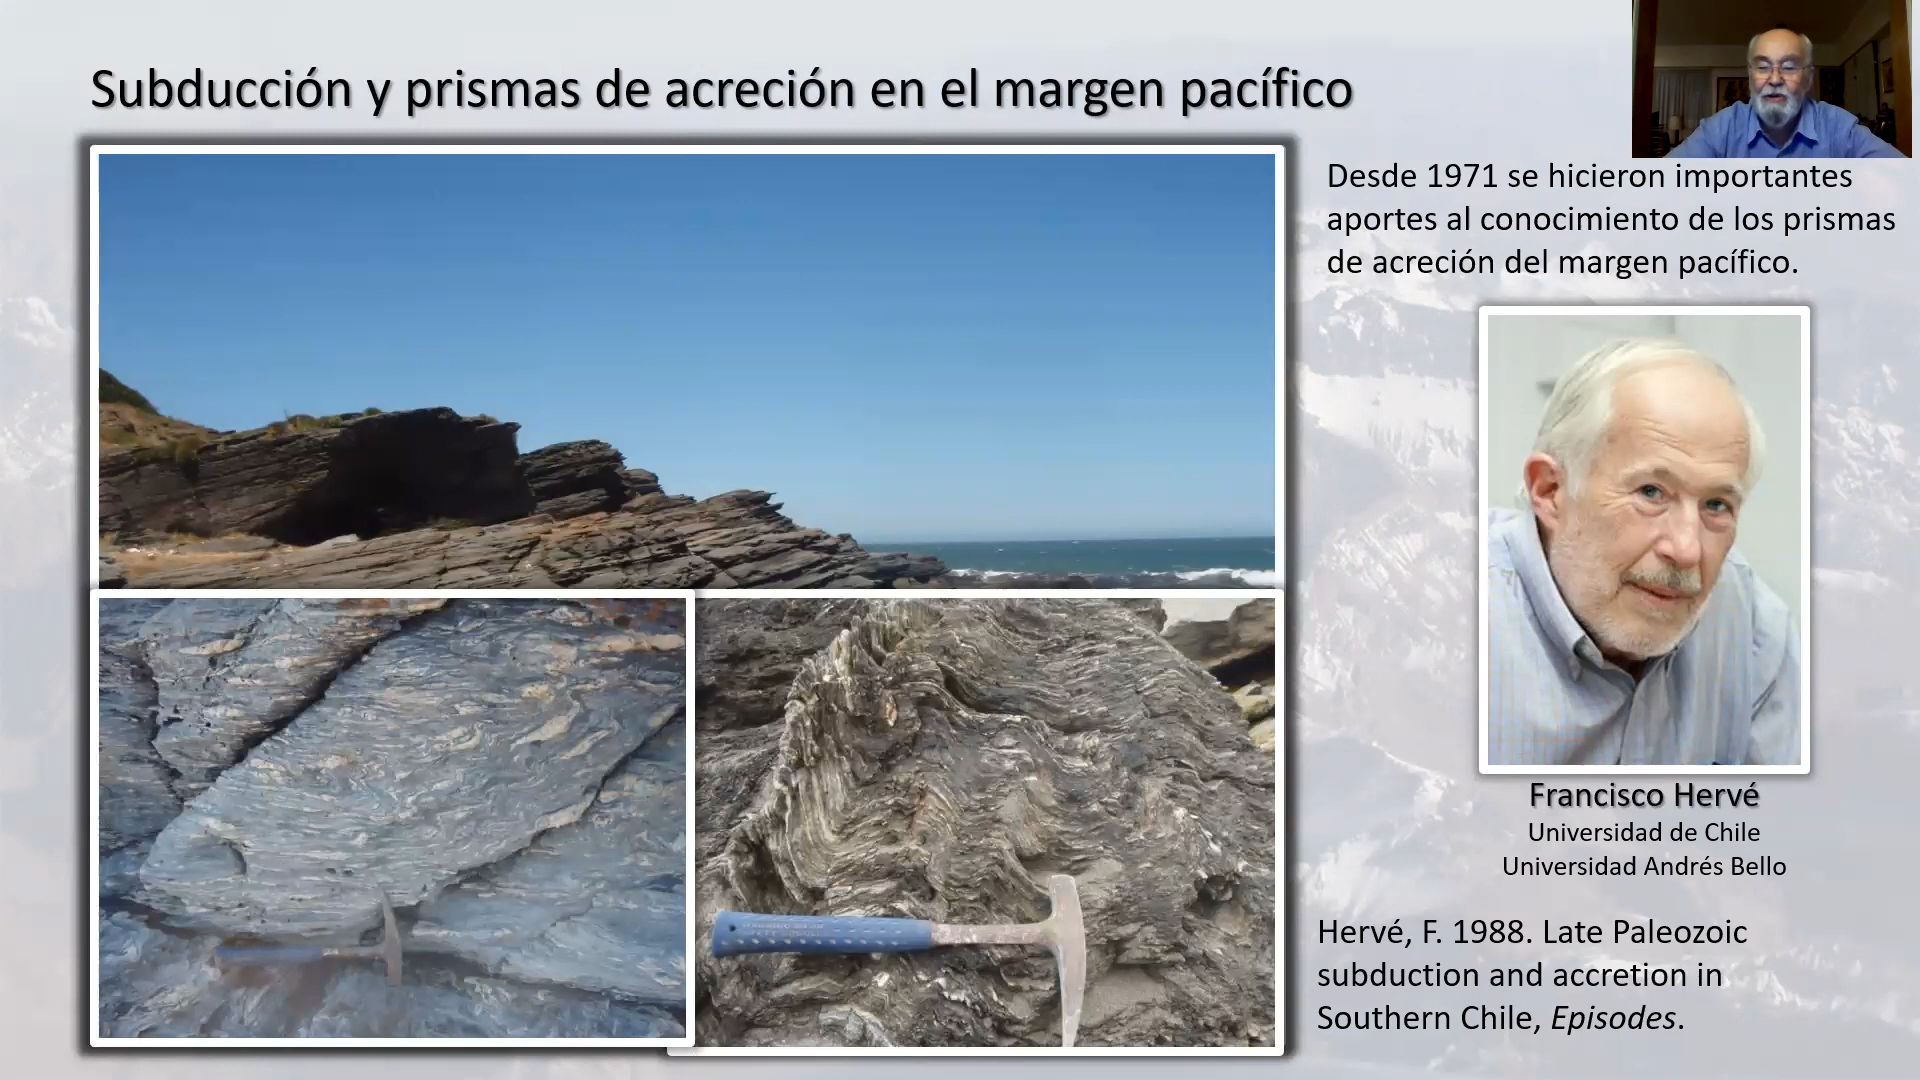 Subducción y prismas de acreción en el margen pacífico
Desde 1971 se hicieron importantes
aportes al conocimiento de los prismas
de acreción del margen pacífico.
Francisco Hervé
Universidad de Chile
Universidad Andrés Bello
Hervé, F. 1988. Late Paleozoic
subduction and accretion in
Southern Chile, Episodes.